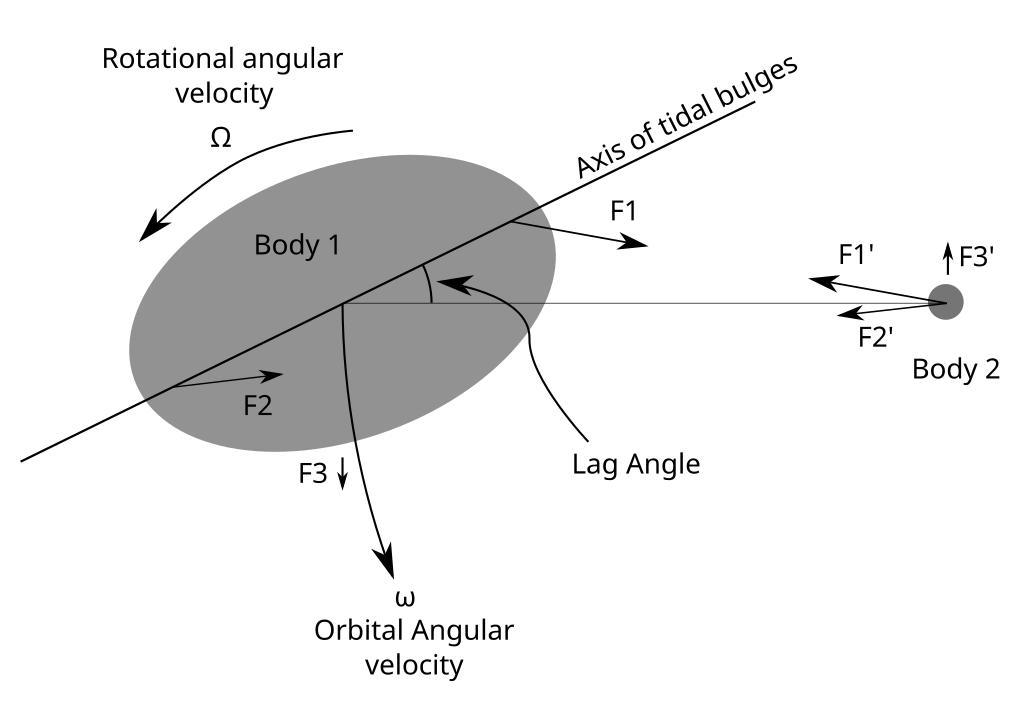 Rotational angular
velocity
Ω
Axis of tidal bulges
Body 1
F1
F1'
F3'
F2'
Body 2
F2
F3
Lag Angle
ω
Orbital Angular
velocity